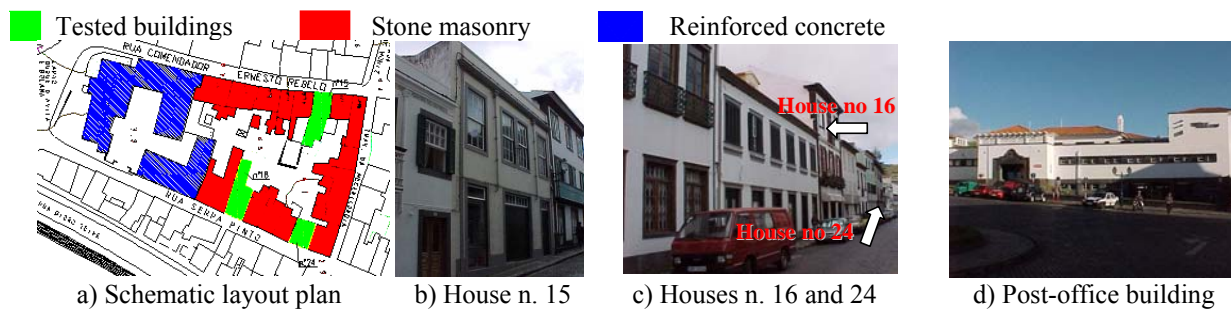 Tested buildings
Stone masonry
Reinforced concrete
RUA COMENDADOR
ERNESTO REBELO
nº15
nº18
RUA SERPA PINTO
nº24
House no 16
House no 24
a) Schematic layout plan
b) House n. 15
c) Houses n. 16 and 24
d) Post-office building